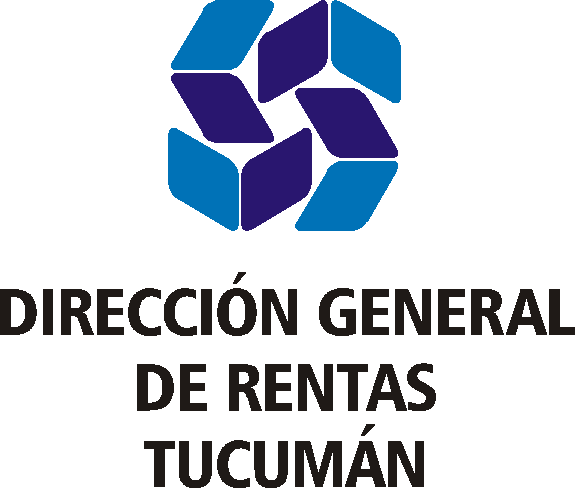 DIRECCIÓN GENERAL
DE RENTAS
TUCUMÁN